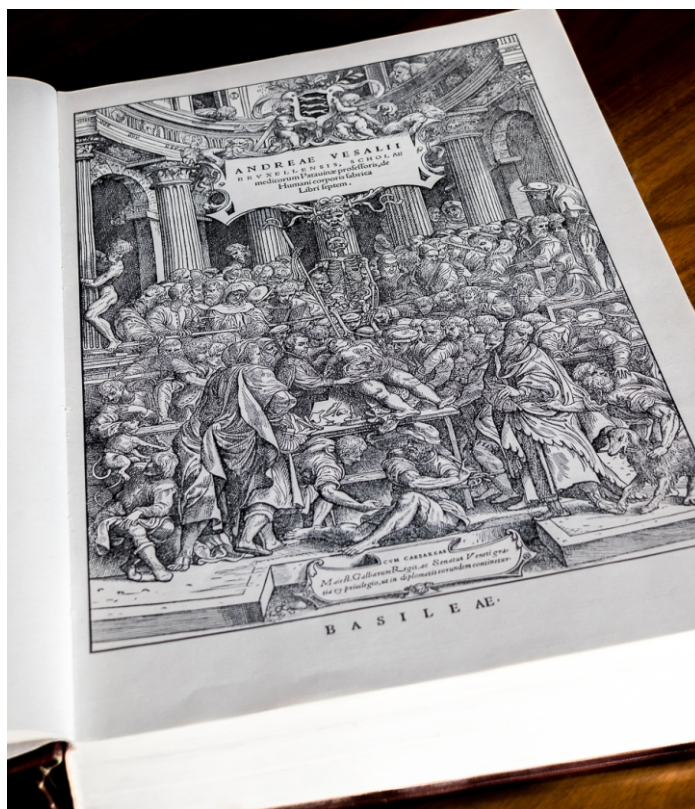 ANDREAE VESALII
BRVXELLENSIS, SCHOLAE
medicorum Patauinæ professoris, de
Humani corporis fabrica
Libri septem.
CVM CAESAREAE
Maiest. Galliarum Regis, ac Senatus Veneti gra-
tia & priuilegio, ut in diplomatis eorundem continetur.
BASILEAE.